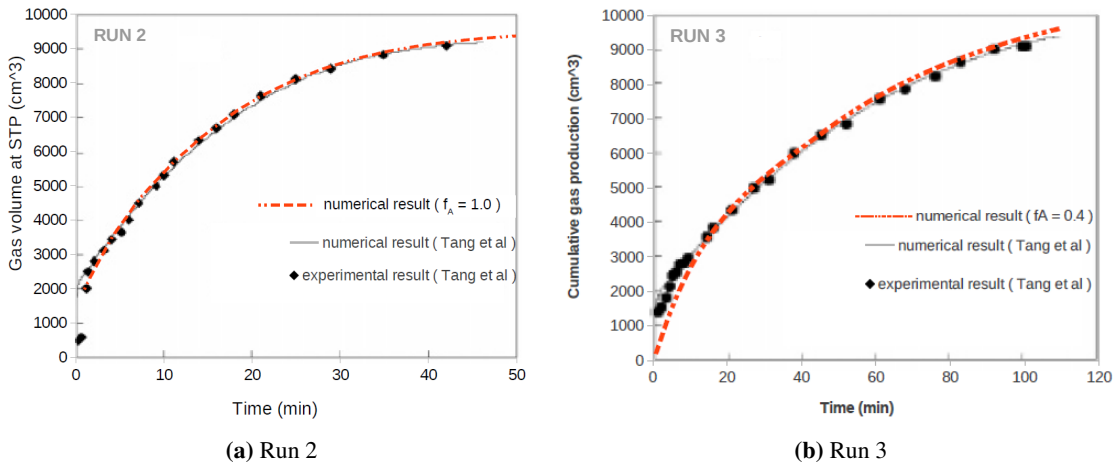 RUN 2
Gas volume at STP (cm^3)
10000
9000
8000
7000
6000
5000
4000
3000
2000
1000
0
numerical result ( f_A = 1.0 )
numerical result ( Tang et al )
experimental result ( Tang et al )
0 10 20 30 40 50
Time (min)
(a) Run 2
RUN 3
Cumulative gas production (cm^3)
10000
9000
8000
7000
6000
5000
4000
3000
2000
1000
0
numerical result ( fA = 0.4 )
numerical result ( Tang et al )
experimental result ( Tang et al )
0 20 40 60 80 100 120
Time (min)
(b) Run 3